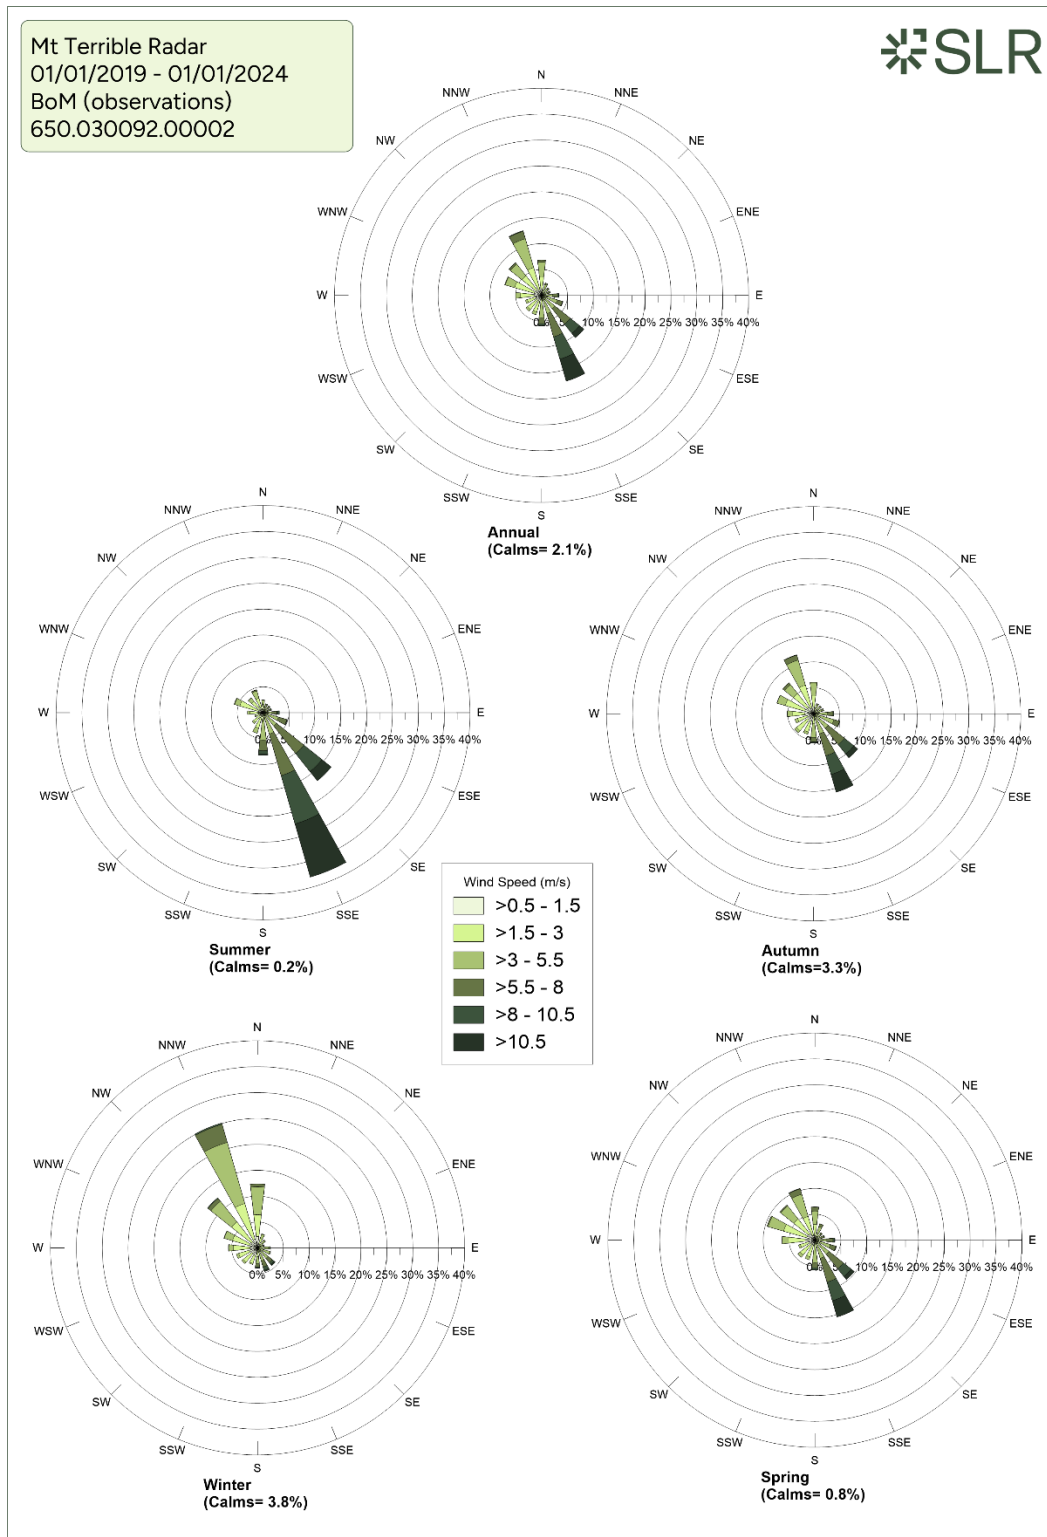 Mt Terrible Radar
01/01/2019 - 01/01/2024
BoM (observations)
650.030092.00002
SLR
N
NNW NNE
NW NE
WNW ENE
W E
0% 5% 10% 15% 20% 25% 30% 35% 40%
WSW ESE
SW SE
SSW SSE
S
Annual
(Calms= 2.1%)
N
NNW NNE
NW NE
WNW ENE
W E
0% 5% 10% 15% 20% 25% 30% 35% 40%
WSW ESE
SW SE
SSW SSE
S
Summer
(Calms= 0.2%)
N
NNW NNE
NW NE
WNW ENE
W E
0% 5% 10% 15% 20% 25% 30% 35% 40%
WSW ESE
SW SE
SSW SSE
S
Autumn
(Calms=3.3%)
Wind Speed (m/s)
>0.5 - 1.5
>1.5 - 3
>3 - 5.5
>5.5 - 8
>8 - 10.5
>10.5
N
NNW NNE
NW NE
WNW ENE
W E
0% 5% 10% 15% 20% 25% 30% 35% 40%
WSW ESE
SW SE
SSW SSE
S
Winter
(Calms= 3.8%)
N
NNW NNE
NW NE
WNW ENE
W E
0% 5% 10% 15% 20% 25% 30% 35% 40%
WSW ESE
SW SE
SSW SSE
S
Spring
(Calms= 0.8%)